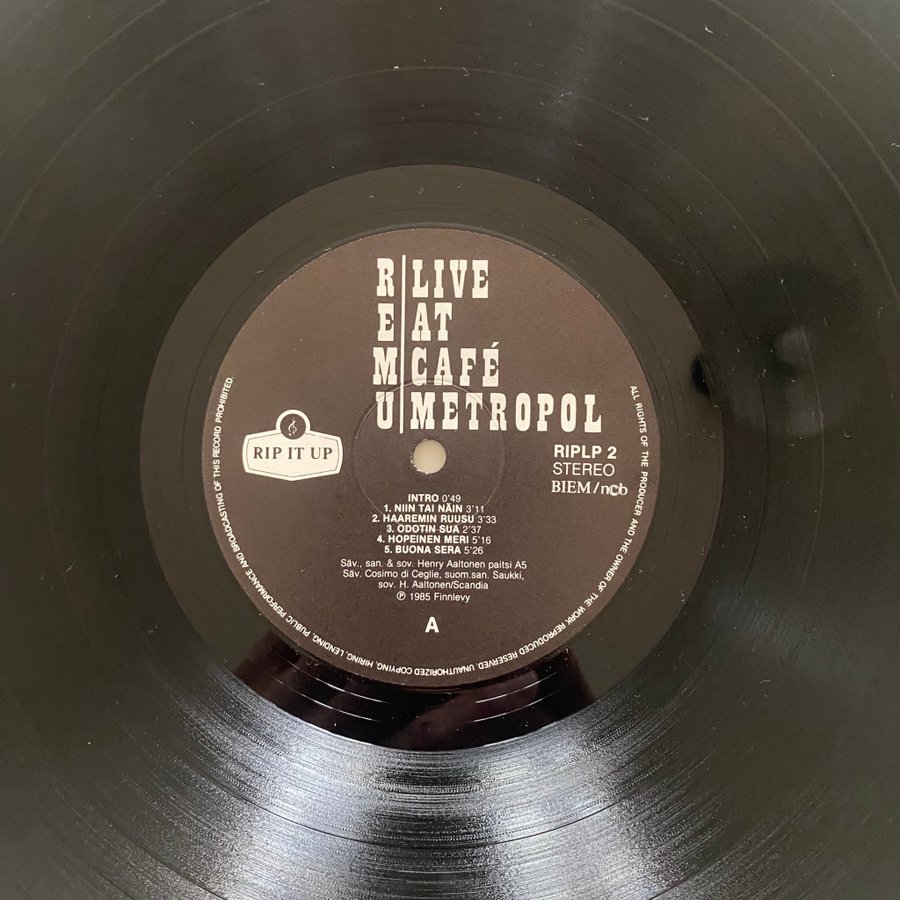 R LIVE
E AT
M CAFÉ
U METROPOL
RIP IT UP
RIPLP 2
STEREO
BIEM/ncb
INTRO 0'49
1. NIIN TAI NÄIN 3'11
2. HAAREMIN RUUSU 3'33
3. ODOTIN SUA 2'37
4. HOPEINEN MERI 5'16
5. BUONA SERA 5'26
Säv., san. & sov. Henry Aaltonen paitsi A5
Säv. Cosimo di Ceglie, suom.san. Saukki,
sov. H. Aaltonen/Scandia
℗ 1985 Finnlevy
A
ALL RIGHTS OF THE PRODUCER AND THE OWNER OF THE WORK REPRODUCED RESERVED. UNAUTHORIZED COPYING, HIRING, LENDING, PUBLIC PERFORMANCE AND BROADCASTING OF THIS RECORD PROHIBITED.